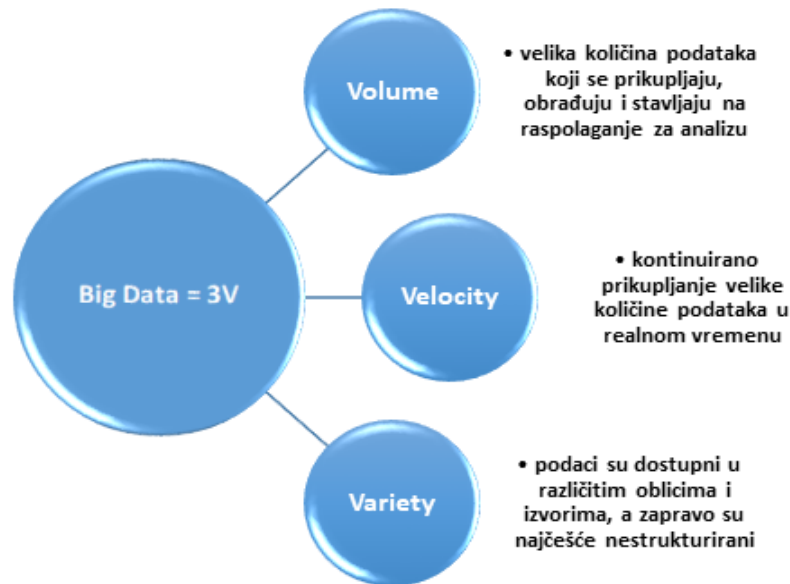 Big Data = 3V
Volume
• velika količina podataka
koji se prikupljaju,
obrađuju i stavljaju na
raspolaganje za analizu
Velocity
• kontinuirano
prikupljanje velike
količine podataka u
realnom vremenu
Variety
• podaci su dostupni u
različitim oblicima i
izvorima, a zapravo su
najčešće nestrukturirani